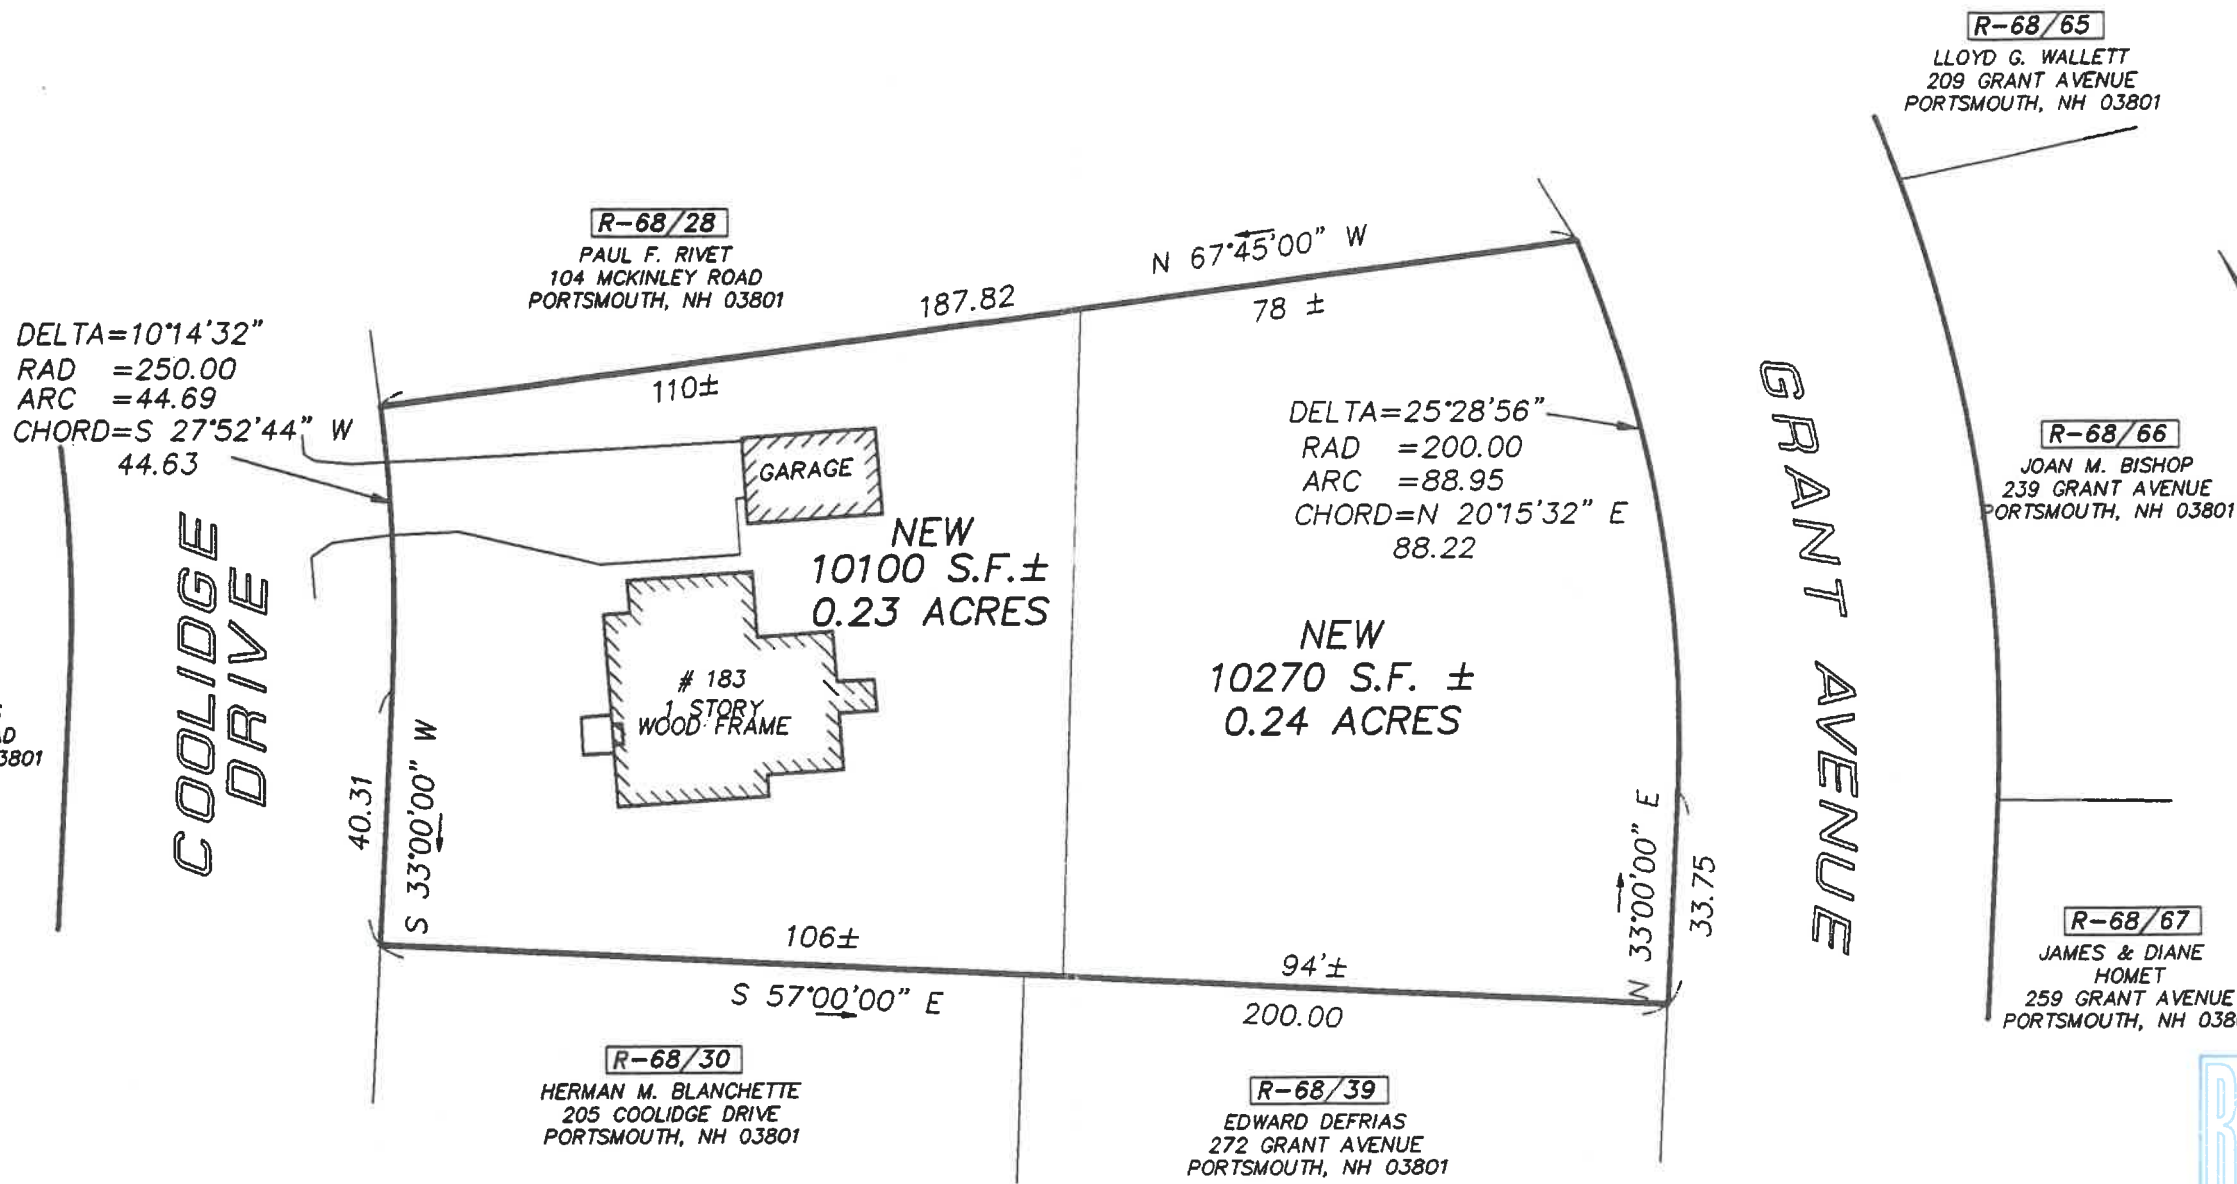 R-68/65
LLOYD G. WALLETT
209 GRANT AVENUE
PORTSMOUTH, NH 03801
R-68/28
PAUL F. RIVET
104 MCKINLEY ROAD
PORTSMOUTH, NH 03801
N 67°45'00" W
187.82
78 ±
110±
DELTA=10°14'32"
RAD =250.00
ARC =44.69
CHORD=S 27°52'44" W
44.63
DELTA=25°28'56"
RAD =200.00
ARC =88.95
CHORD=N 20°15'32" E
88.22
GARAGE
NEW
10100 S.F.±
0.23 ACRES
NEW
10270 S.F. ±
0.24 ACRES
# 183
1 STORY
WOOD FRAME
COOLIDGE
DRIVE
GRANT AVENUE
R-68/66
JOAN M. BISHOP
239 GRANT AVENUE
PORTSMOUTH, NH 03801
3801
40.31
S 33°00'00" W
N 33°00'00" E
33.75
106±
94'±
S 57°00'00" E
200.00
R-68/67
JAMES & DIANE
HOMET
259 GRANT AVENUE
PORTSMOUTH, NH 038
R-68/30
HERMAN M. BLANCHETTE
205 COOLIDGE DRIVE
PORTSMOUTH, NH 03801
R-68/39
EDWARD DEFRIAS
272 GRANT AVENUE
PORTSMOUTH, NH 03801